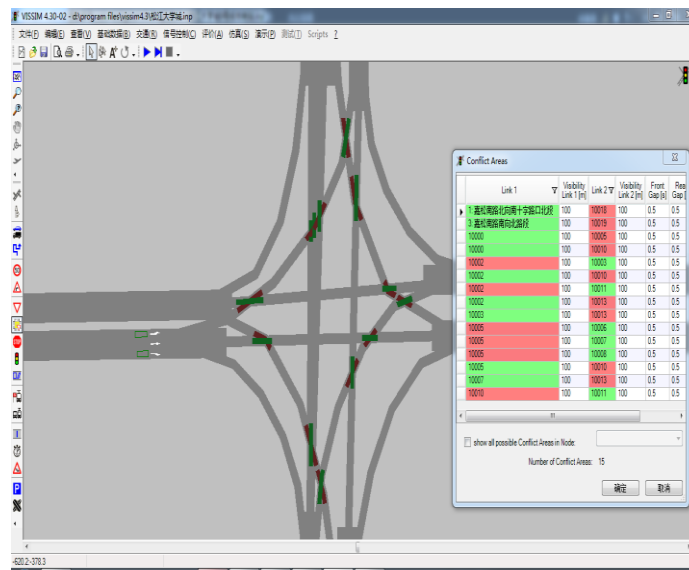 VISSIM 4.30-02 - d:\program files\vissim4.3\松江大学城.inp
文件(F) 编辑(E) 查看(V) 基础数据(B) 交通(R) 信号控制(C) 评价(A) 仿真(S) 演示(P) 测试(T) Scripts ?
Conflict Areas
Link 1 Visibility Link 1 [m] Link 2 Visibility Link 2 [m] Front Gap [s] Rea Gap [
1: 嘉松南路北向南十字路口北段 100 10018 100 0.5 0.5
3: 嘉松南路南向北路段 100 10019 100 0.5 0.5
10000 100 10005 100 0.5 0.5
10000 100 10010 100 0.5 0.5
10002 100 10003 100 0.5 0.5
10002 100 10010 100 0.5 0.5
10002 100 10011 100 0.5 0.5
10002 100 10013 100 0.5 0.5
10003 100 10013 100 0.5 0.5
10005 100 10006 100 0.5 0.5
10005 100 10007 100 0.5 0.5
10005 100 10008 100 0.5 0.5
10005 100 10010 100 0.5 0.5
10007 100 10013 100 0.5 0.5
10010 100 10011 100 0.5 0.5
show all possible Conflict Areas in Node:
Number of Conflict Areas: 15
确定 取消
-620.2:-378.3